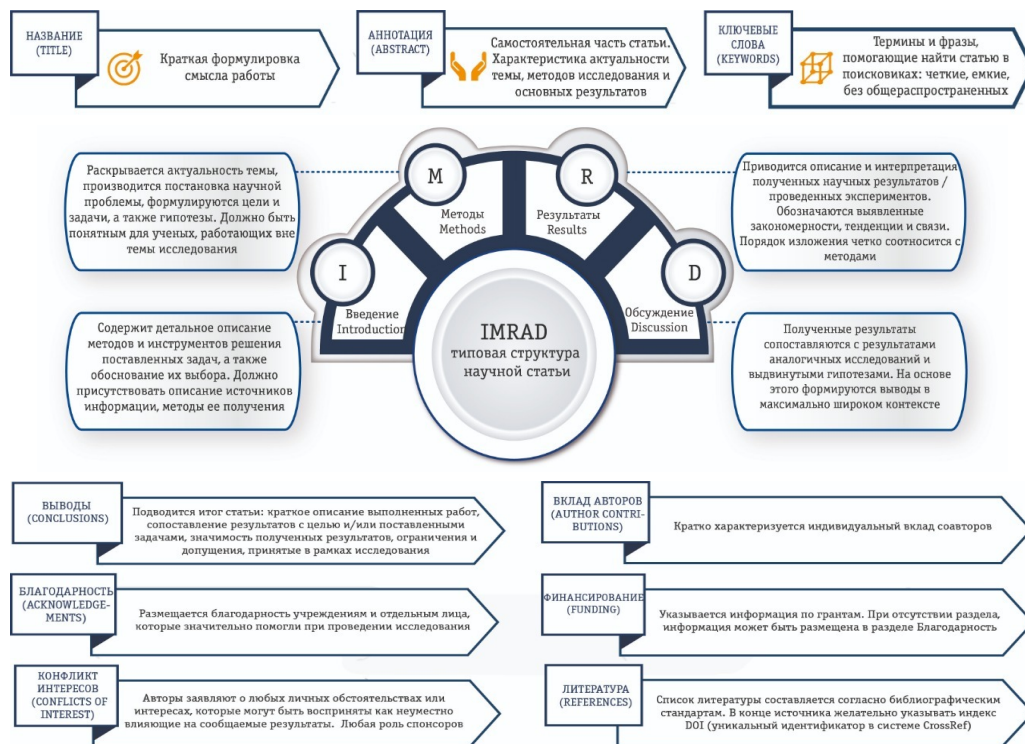 НАЗВАНИЕ
(TITLE)
Краткая формулировка
смысла работы
АННОТАЦИЯ
(ABSTRACT)
Самостоятельная часть статьи.
Характеристика актуальности
темы, методов исследования и
основных результатов
КЛЮЧЕВЫЕ
СЛОВА
(KEYWORDS)
Термины и фразы,
помогающие найти статью в
поисковиках: четкие, емкие,
без общераспространенных
Раскрывается актуальность темы,
производится постановка научной
проблемы, формулируются цели и
задачи, а также гипотезы. Должно быть
понятным для ученых, работающих вне
темы исследования
M
Методы
Methods
R
Результаты
Results
Приводится описание и интерпретация
полученных научных результатов /
проведенных экспериментов.
Обозначаются выявленные
закономерности, тенденции и связи.
Порядок изложения четко соотносится с
методами
I
Введение
Introduction
D
Обсуждение
Discussion
IMRAD
типовая структура
научной статьи
Содержит детальное описание
методов и инструментов решения
поставленных задач, а также
обоснование их выбора. Должно
присутствовать описание источников
информации, методы ее получения
Полученные результаты
сопоставляются с результатами
аналогичных исследований и
выдвинутыми гипотезами. На основе
этого формируются выводы в
максимально широком контексте
ВЫВОДЫ
(CONCLUSIONS)
Подводится итог статьи: краткое описание выполненных работ,
сопоставление результатов с целью и/или поставленными
задачами, значимость полученных результатов, ограничения и
допущения, принятые в рамках исследования
ВКЛАД АВТОРОВ
(AUTHOR CONTRI-
BUTIONS)
Кратко характеризуется индивидуальный вклад соавторов
БЛАГОДАРНОСТЬ
(ACKNOWLEDGE-
MENTS)
Размещается благодарность учреждениям и отдельным лица,
которые значительно помогли при проведении исследования
ФИНАНСИРОВАНИЕ
(FUNDING)
Указывается информация по грантам. При отсутствии раздела,
информация может быть размещена в разделе Благодарность
КОНФЛИКТ
ИНТЕРЕСОВ
(CONFLICTS OF
INTEREST)
Авторы заявляют о любых личных обстоятельствах или
интересах, которые могут быть восприняты как неуместно
влияющие на сообщаемые результаты. Любая роль спонсоров
ЛИТЕРАТУРА
(REFERENCES)
Список литературы составляется согласно библиографическим
стандартам. В конце источника желательно указывать индекс
DOI (уникальный идентификатор в системе CrossRef)